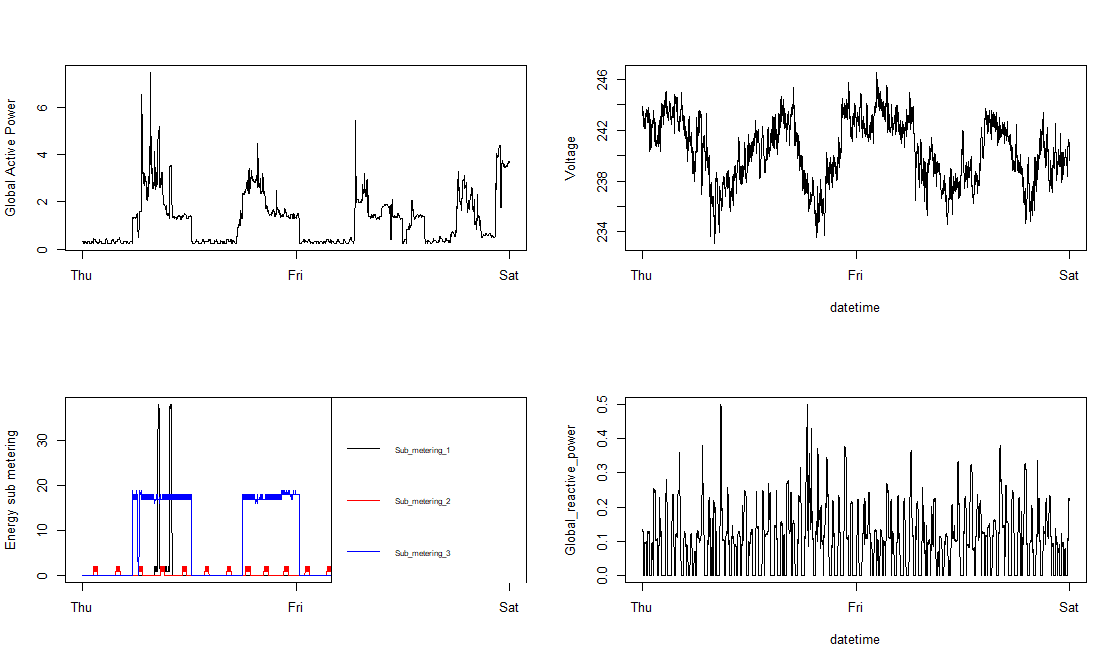 Global Active Power
0 2 4 6
Thu Fri Sat
Voltage
234 238 242 246
Thu Fri Sat
datetime
Energy sub metering
0 10 20 30
Sub_metering_1
Sub_metering_2
Sub_metering_3
Thu Fri Sat
Global_reactive_power
0.0 0.1 0.2 0.3 0.4 0.5
Thu Fri Sat
datetime